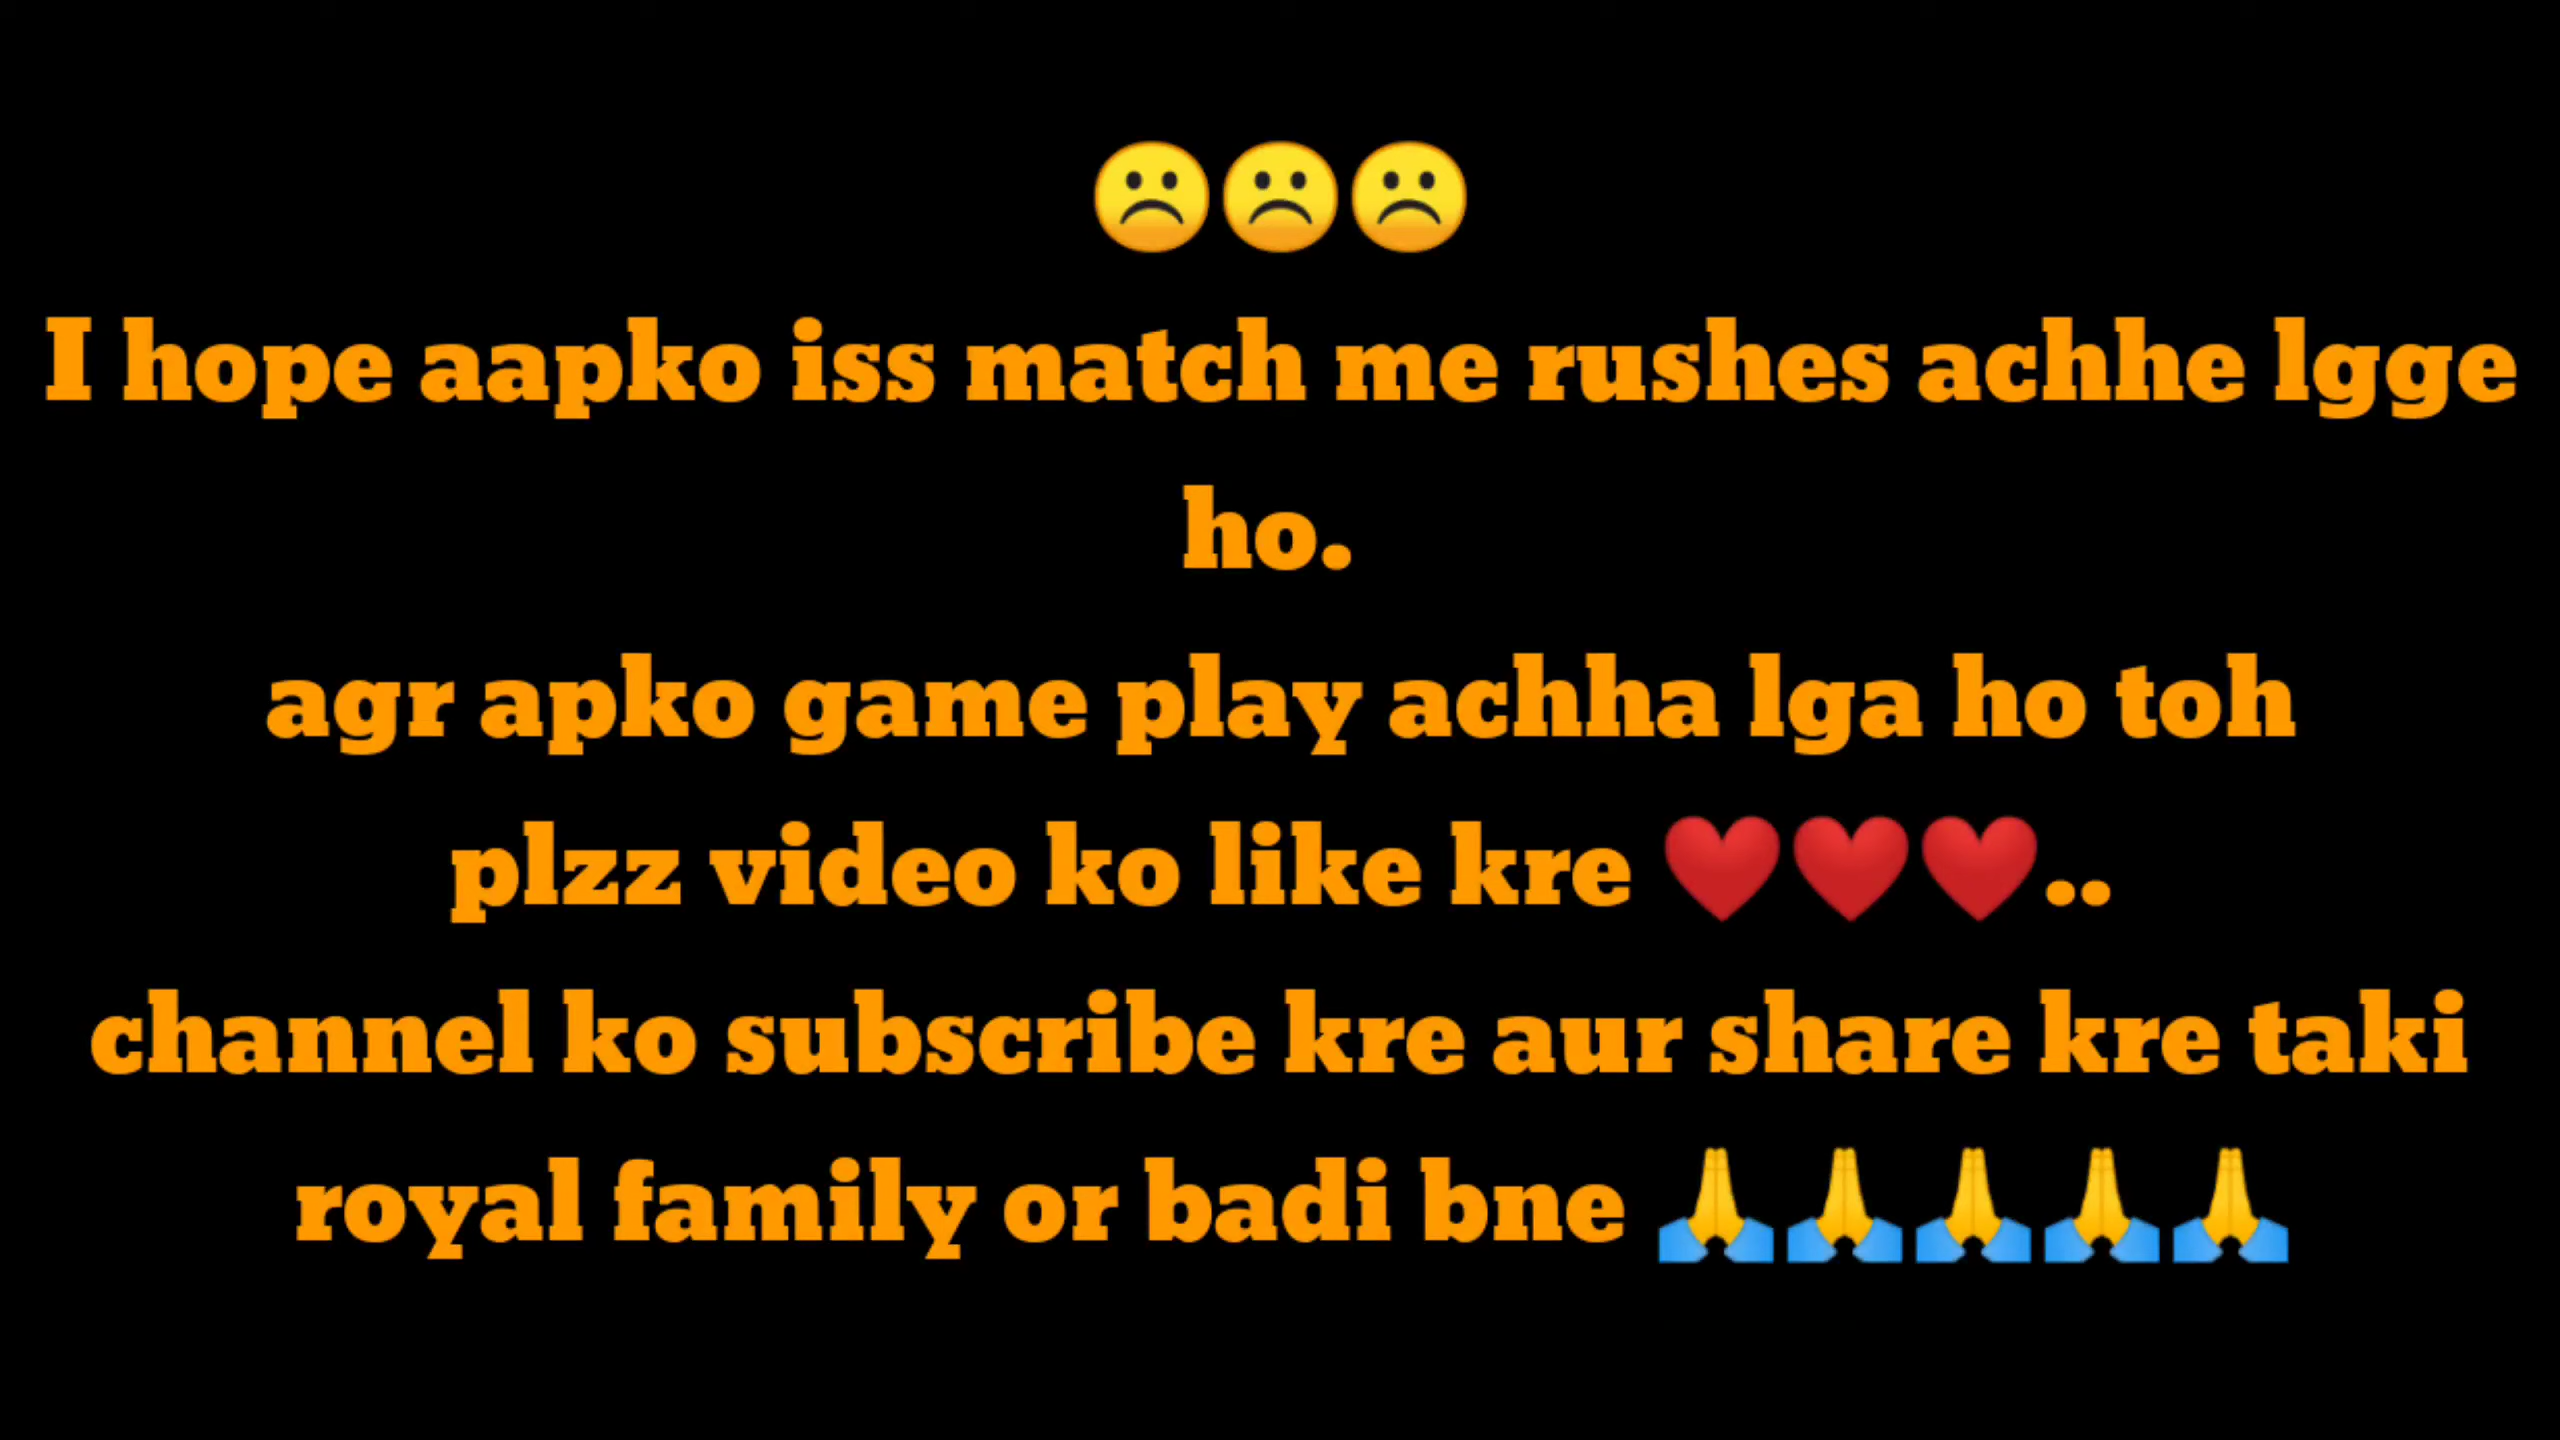 ☹️☹️☹️
I hope aapko iss match me rushes achhe lgge
ho.
agr apko game play achha lga ho toh
plzz video ko like kre ❤️❤️❤️..
channel ko subscribe kre aur share kre taki
royal family or badi bne 🙏🙏🙏🙏🙏